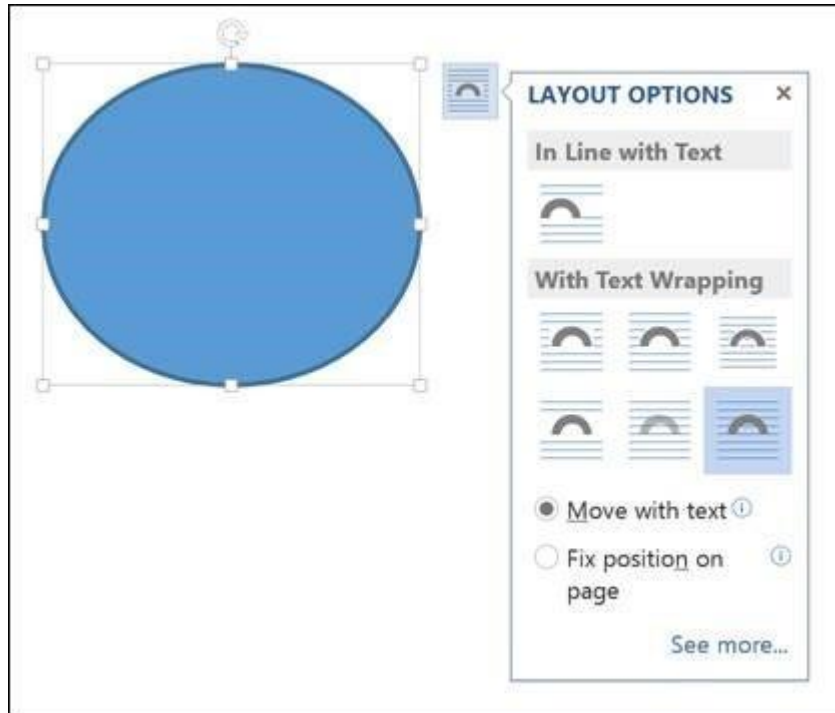 LAYOUT OPTIONS ×
In Line with Text
With Text Wrapping
Move with text
Fix position on
page
See more...